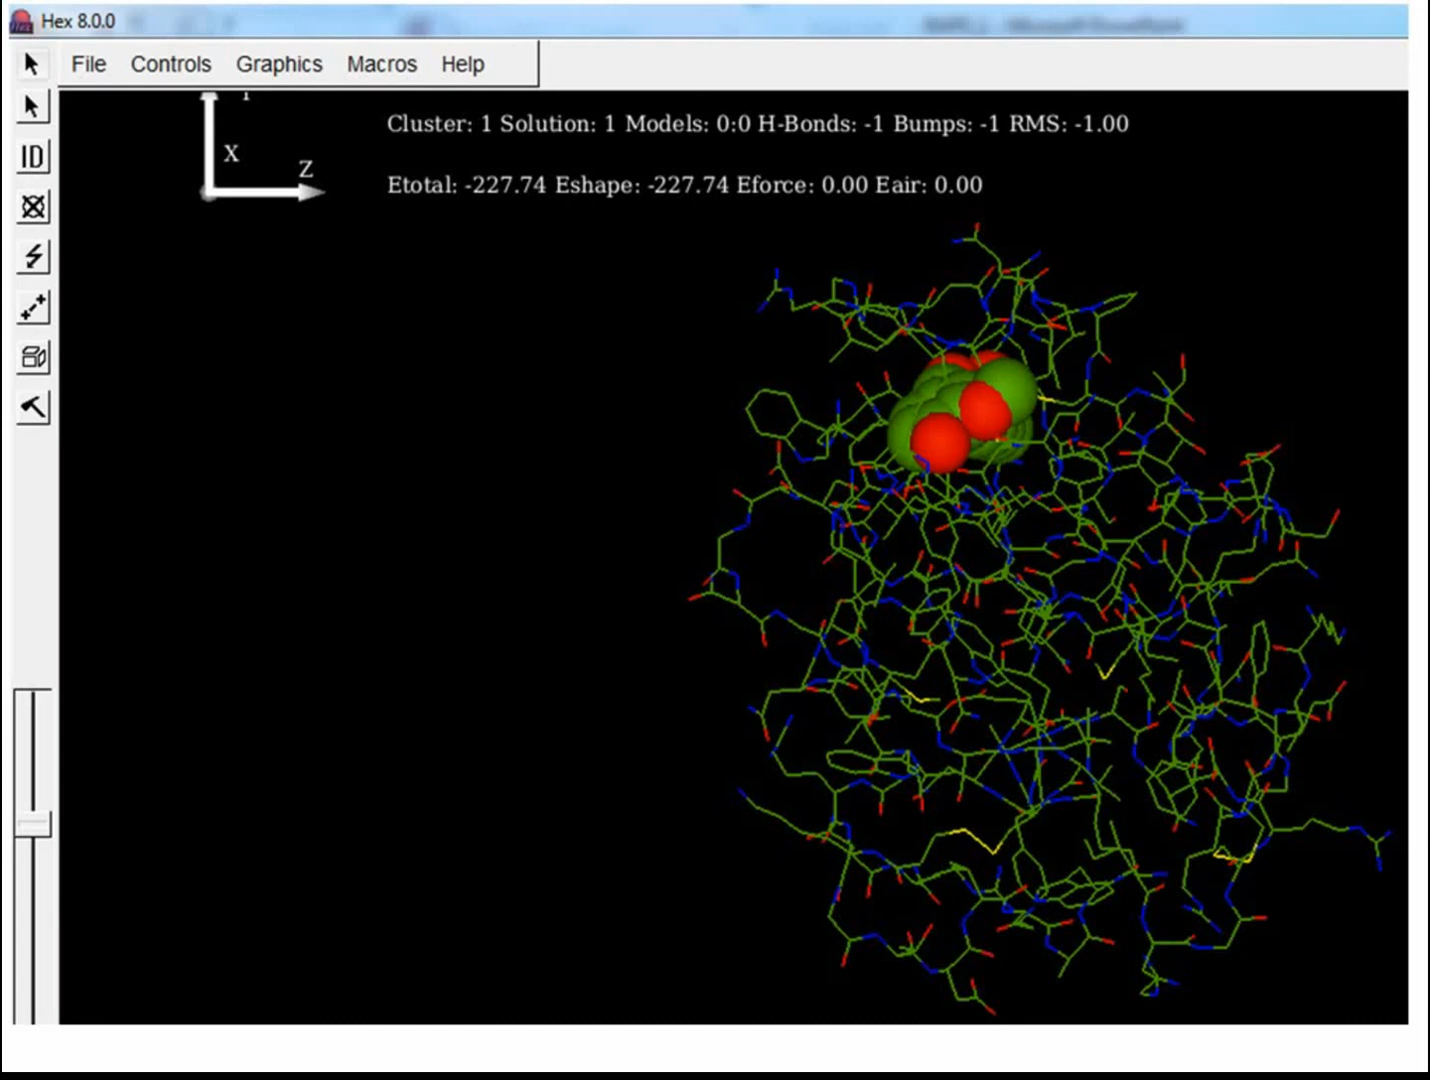 Hex 8.0.0
File Controls Graphics Macros Help
Cluster: 1 Solution: 1 Models: 0:0 H-Bonds: -1 Bumps: -1 RMS: -1.00
X
Z
Etotal: -227.74 Eshape: -227.74 Eforce: 0.00 Eair: 0.00
ID